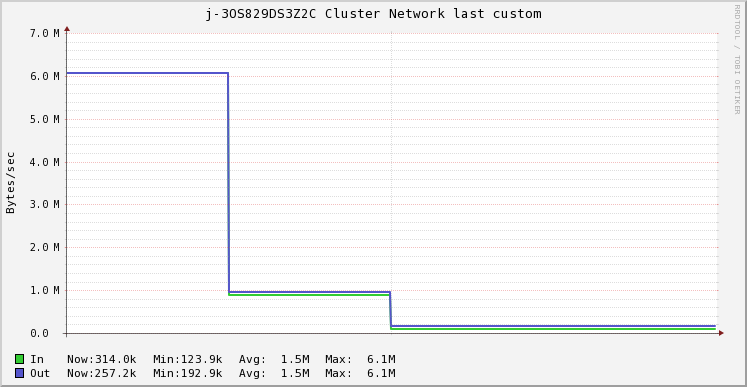 j-3OS829DS3Z2C Cluster Network last custom
RRDTOOL / TOBI OETIKER
Bytes/sec
7.0 M
6.0 M
5.0 M
4.0 M
3.0 M
2.0 M
1.0 M
0.0
In Now:314.0k Min:123.9k Avg: 1.5M Max: 6.1M
Out Now:257.2k Min:192.9k Avg: 1.5M Max: 6.1M